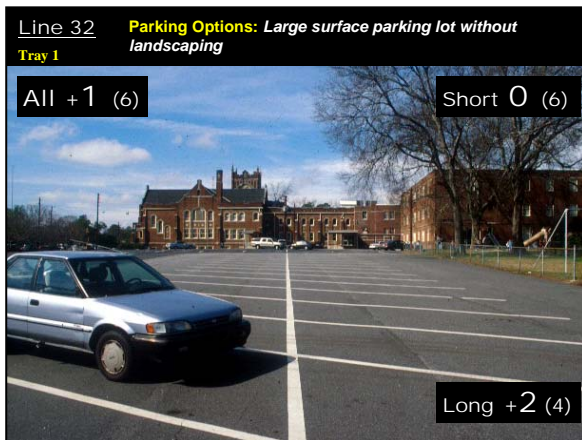 Line 32
Parking Options: Large surface parking lot without
landscaping
Tray 1
All +1 (6)
Short 0 (6)
Long +2 (4)